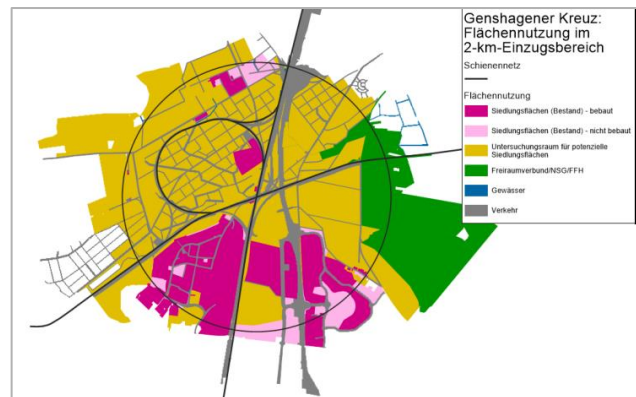 Genshagener Kreuz:
Flächennutzung im
2-km-Einzugsbereich
Schienennetz
Flächennutzung
Siedlungsflächen (Bestand) - bebaut
Siedlungsflächen (Bestand) - nicht bebaut
Untersuchungsraum für potenzielle
Siedlungsflächen
Freiraumverbund/NSG/FFH
Gewässer
Verkehr